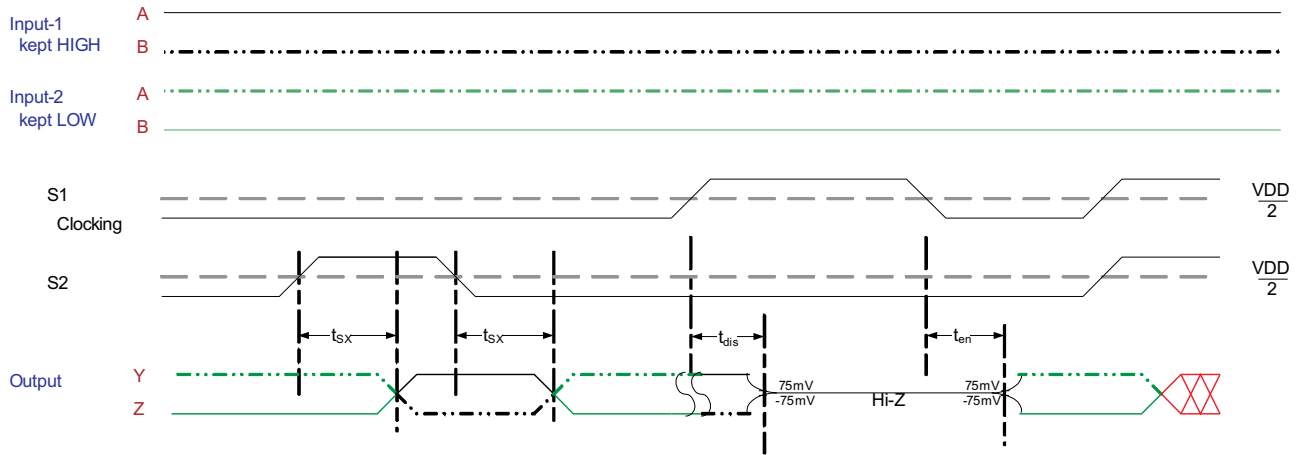 Input-1
kept HIGH
A
B
Input-2
kept LOW
A
B
S1
Clocking
VDD
2
S2
VDD
2
tSX
tSX
tdis
ten
Output
Y
Z
75mV
-75mV
Hi-Z
75mV
-75mV